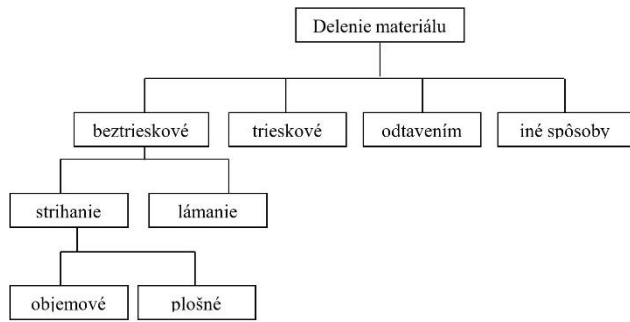 Delenie materiálu
beztrieskové
trieskové
odtavením
iné spôsoby
strihanie
lámanie
objemové
plošné